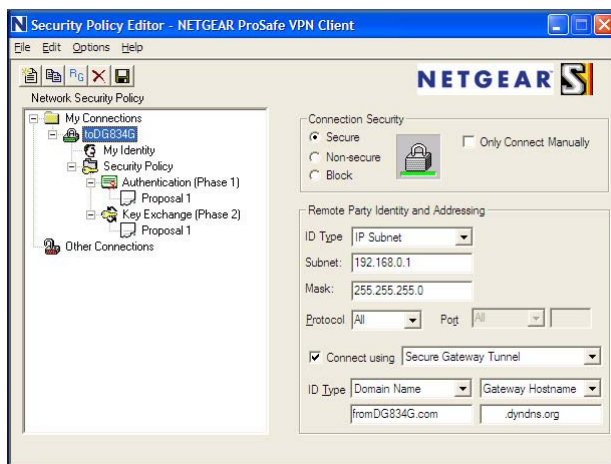 Security Policy Editor - NETGEAR ProSafe VPN Client
File Edit Options Help
Network Security Policy
NETGEAR
My Connections
toDG834G
My Identity
Security Policy
Authentication (Phase 1)
Proposal 1
Key Exchange (Phase 2)
Proposal 1
Other Connections
Connection Security
Secure
Non-secure
Block
Only Connect Manually
Remote Party Identity and Addressing
ID Type IP Subnet
Subnet: 192.168.0.1
Mask: 255.255.255.0
Protocol All Port All
Connect using Secure Gateway Tunnel
ID Type Domain Name Gateway Hostname
fromDG834G.com .dyndns.org